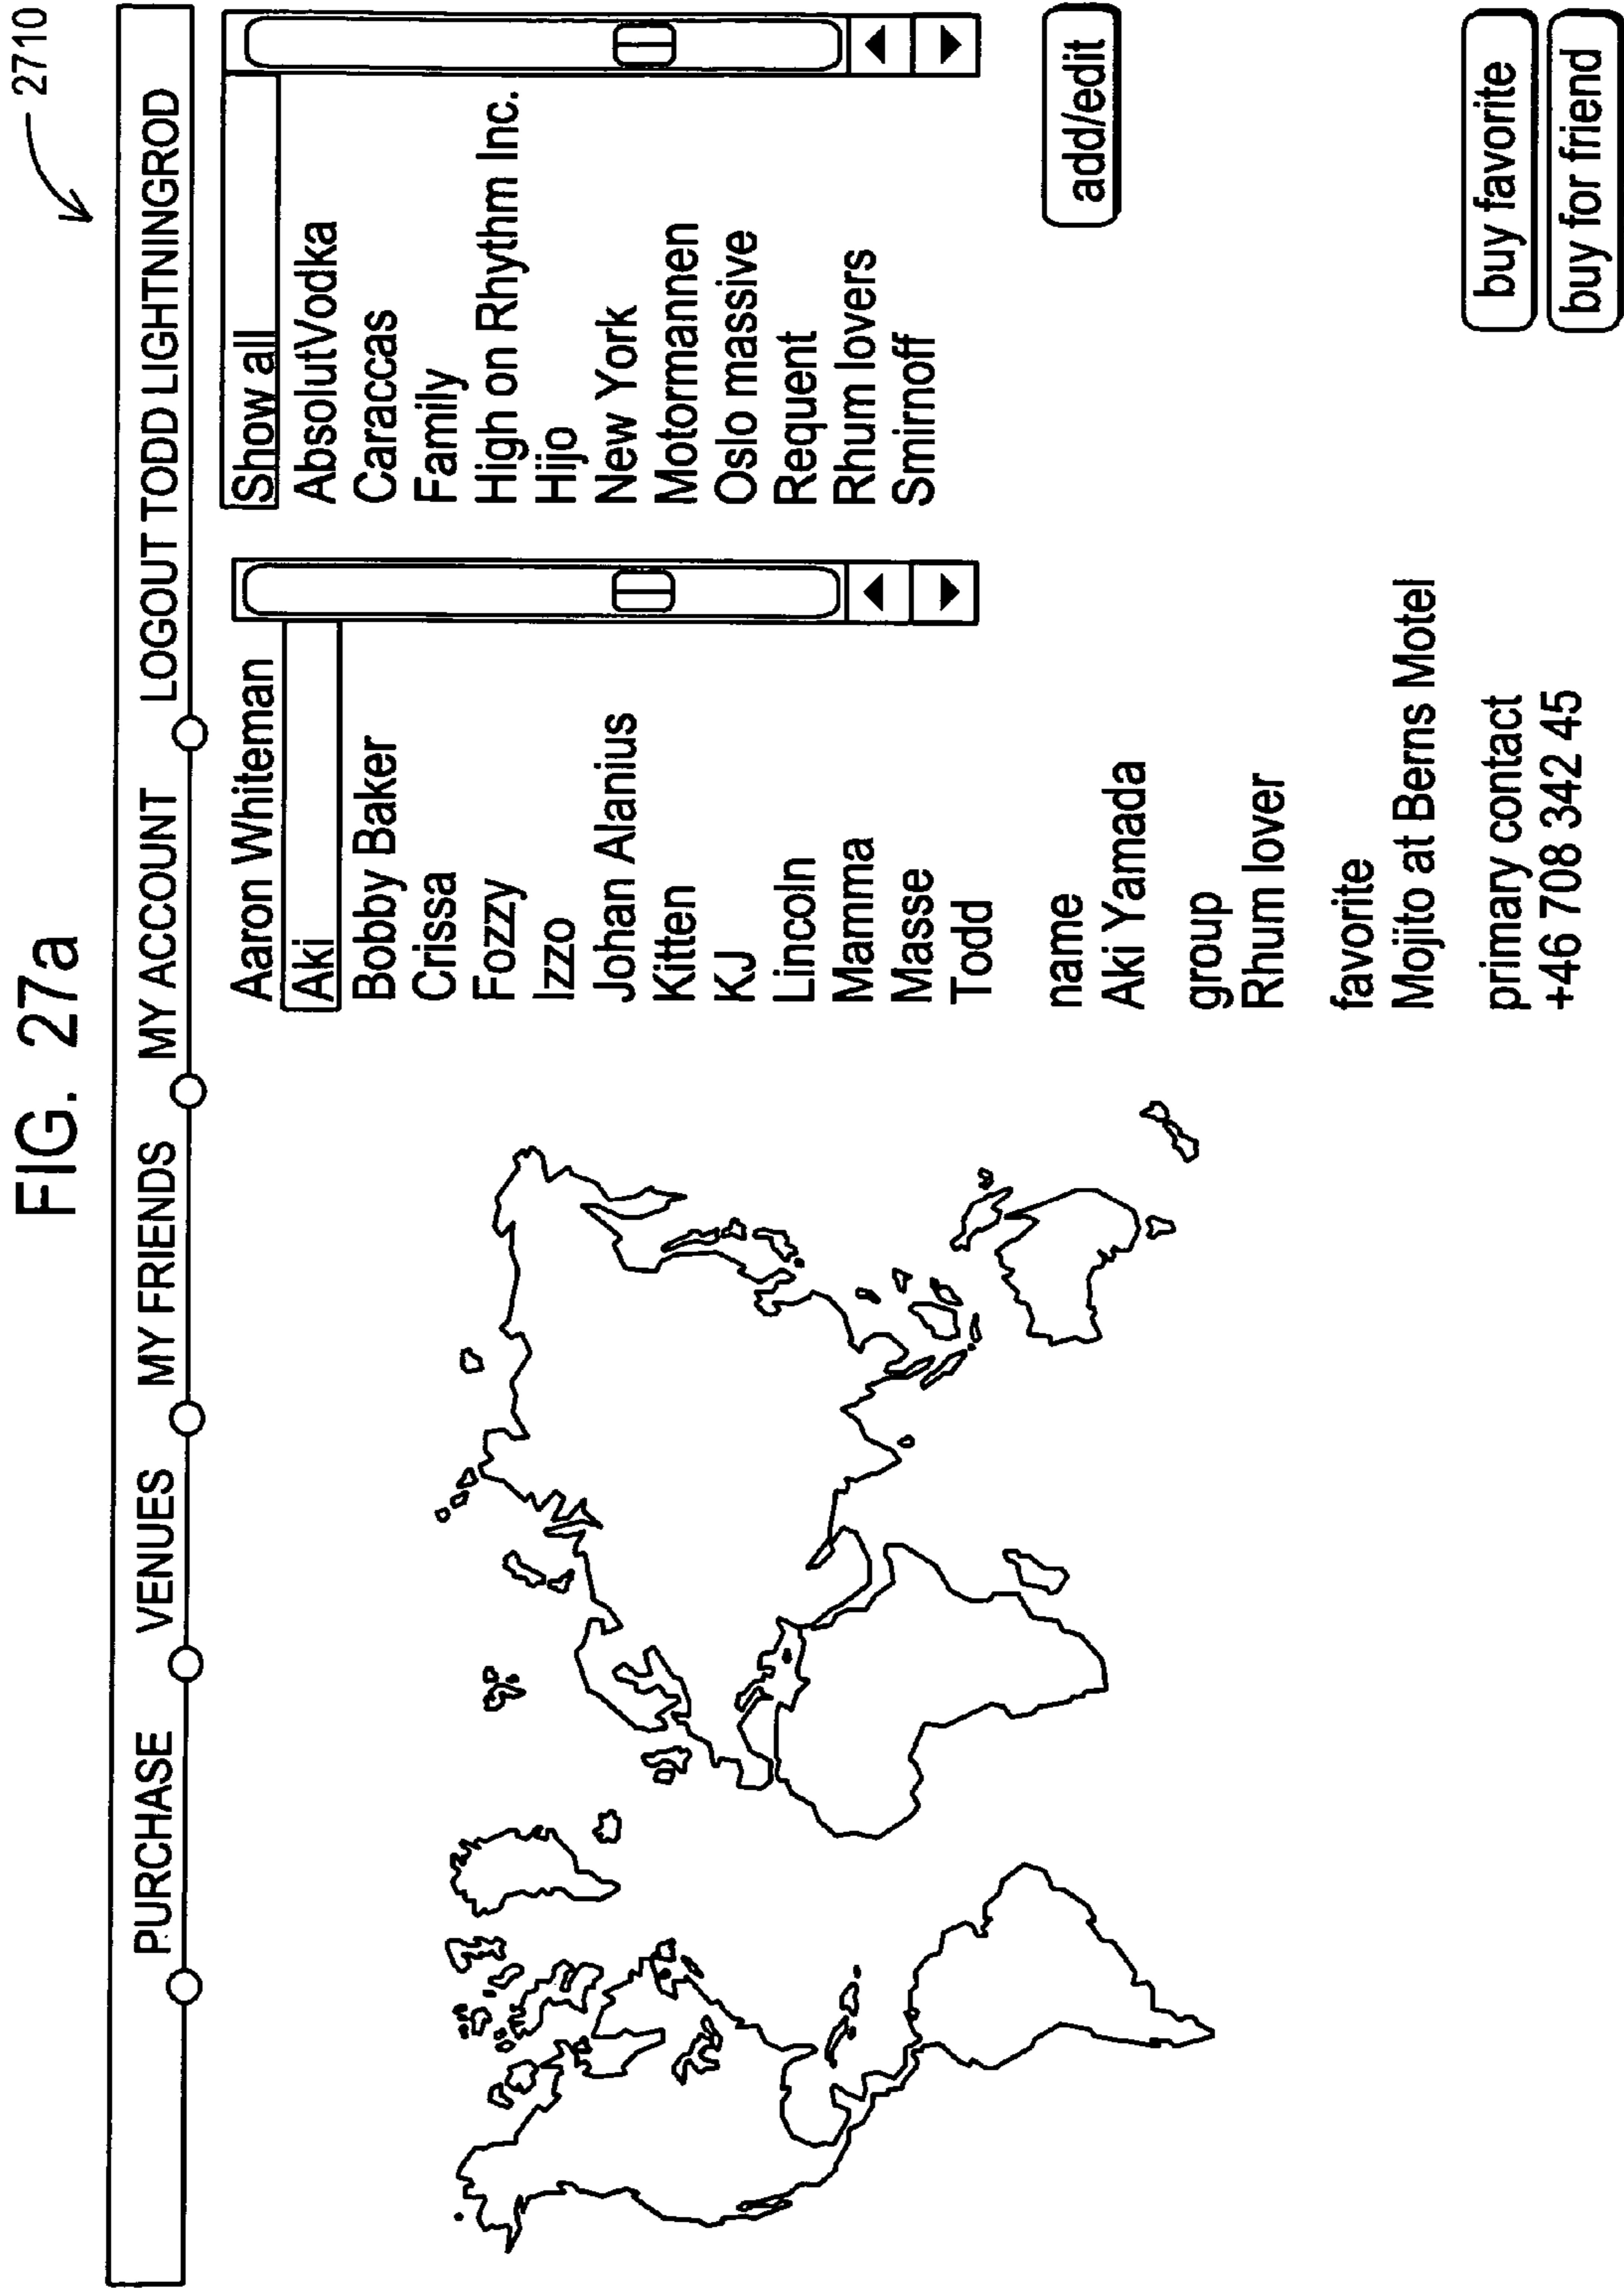 FIG. 27a
2710
PURCHASE VENUES MY FRIENDS MY ACCOUNT LOGOUT TODD LIGHTNINGROD
Aaron Whiteman
Aki
Bobby Baker
Crissa
Fozzy
Izzo
Johan Alanius
Kitten
KJ
Lincoln
Mamma
Masse
Todd
Show all
AbsolutVodka
Caraccas
Family
High on Rhythm Inc.
Hijo
New York
Motormannen
Oslo massive
Requent
Rhum lovers
Smirnoff
name
Aki Yamada
add/edit
group
Rhum lover
favorite
Mojito at Berns Motel
primary contact
+46 708 342 45
buy favorite
buy for friend